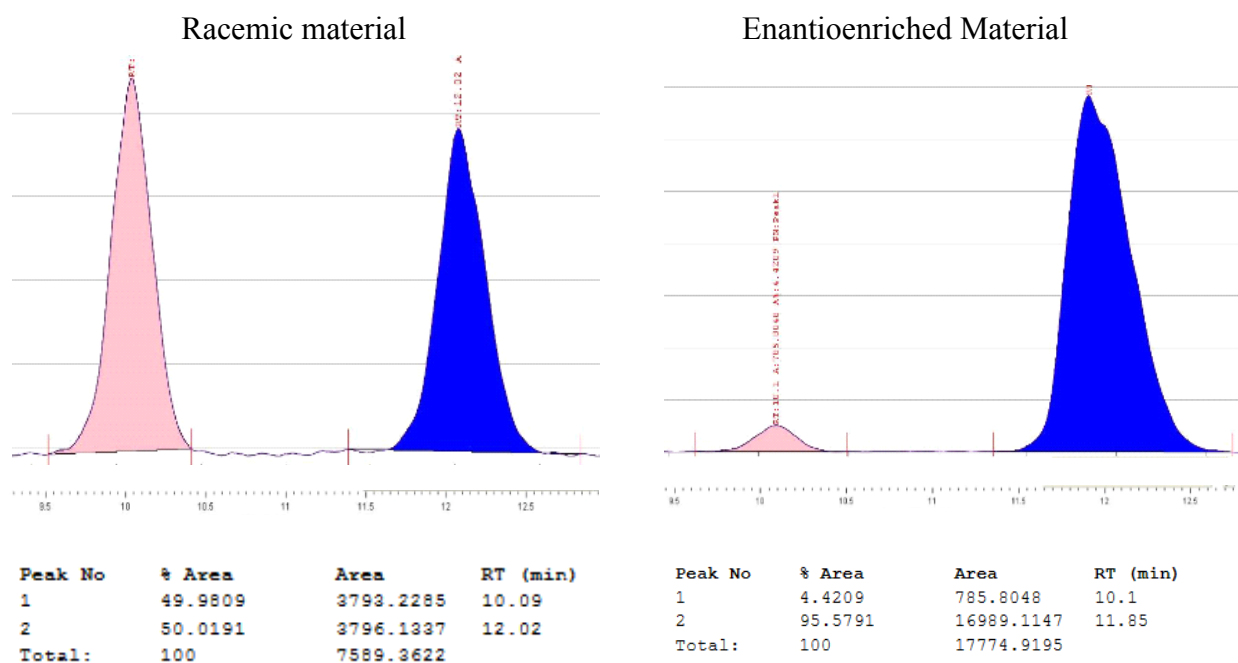 Racemic material
Enantioenriched Material
RT:
A
9.5 10 10.5 11 11.5 12 12.5
9.5 10 10.5 11 11.5 12 12.5
Peak No % Area Area RT (min)
1 49.9809 3793.2285 10.09
2 50.0191 3796.1337 12.02
Total: 100 7589.3622
Peak No % Area Area RT (min)
1 4.4209 785.8048 10.1
2 95.5791 16989.1147 11.85
Total: 100 17774.9195